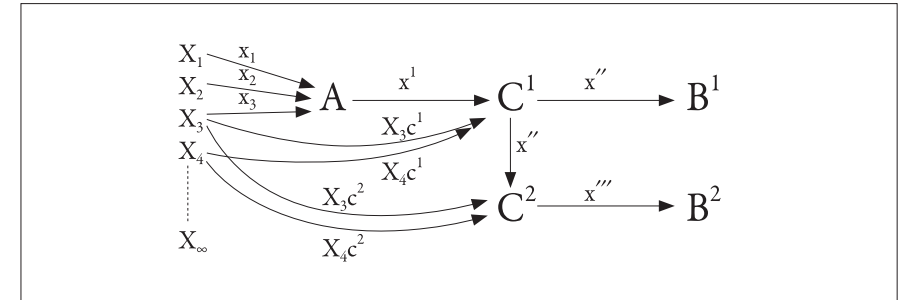 X₁ x₁
X₂ x₂
X₃ x₃
X₄
X∞
A x¹ C¹ x″ B¹
X₃c¹
X₄c¹
x″
X₃c²
X₄c²
C² x‴ B²